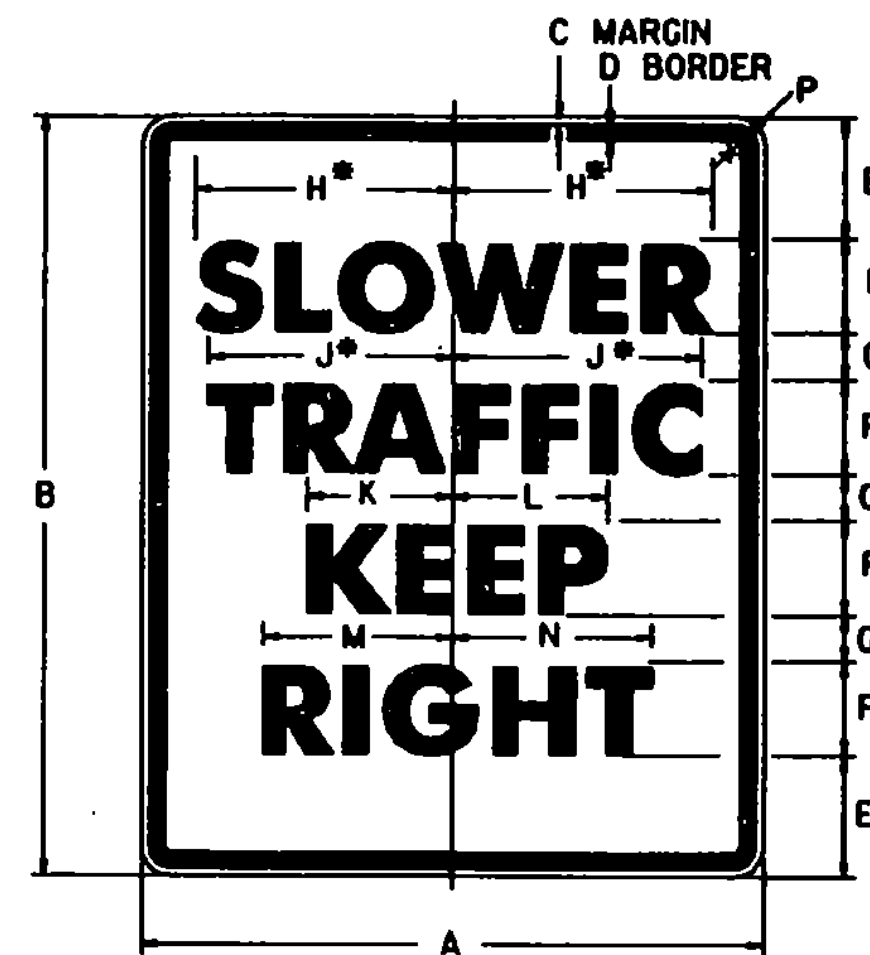 C MARGIN
D BORDER
P
H* H*
SLOWER
J* J*
TRAFFIC
B
K L
KEEP
M N
RIGHT
E
A